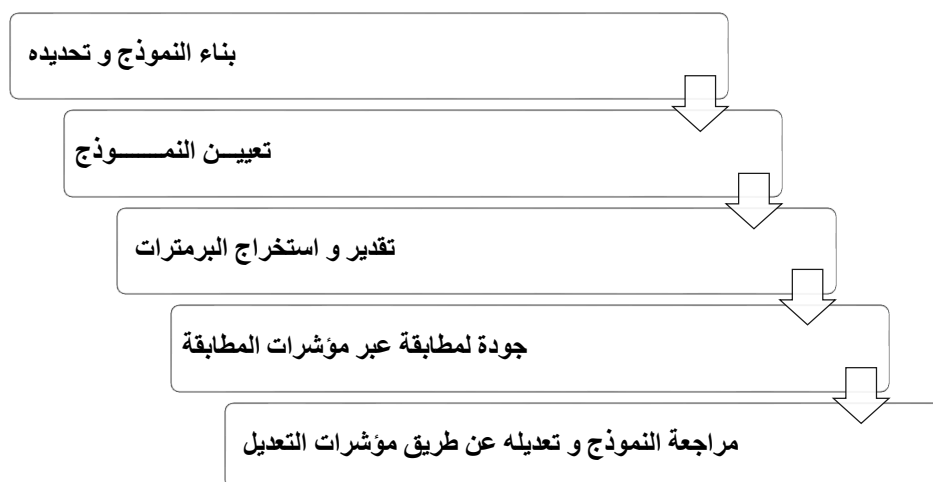 بناء النموذج و تحديده
تعييـــن النمـــــــوذج
تقدير و استخراج البرمترات
جودة لمطابقة عبر مؤشرات المطابقة
مراجعة النموذج و تعديله عن طريق مؤشرات التعديل